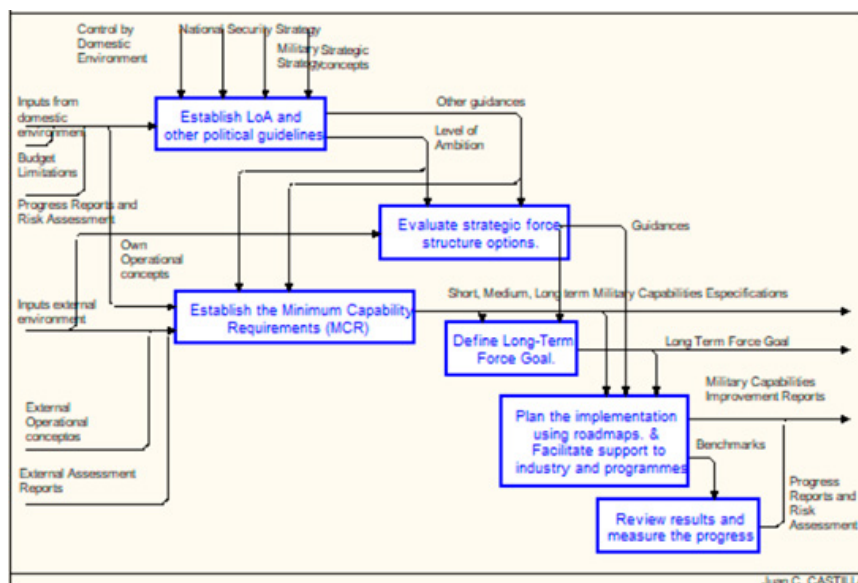 Control by
Domestic
Environment
National Security Strategy
Military
Strategy
Strategic
concepts
Inputs from
domestic
environment
Budget
Limitations
Progress Reports and
Risk Assessment
Establish LoA and
other political guidelines
Other guidances
Level of
Ambition
Evaluate strategic force
structure options.
Guidances
Own
Operational
concepts
Inputs external
environment
Establish the Minimum Capability
Requirements (MCR)
Short, Medium, Long term Military Capabilities Especifications
Define Long-Term
Force Goal.
Long Term Force Goal
External
Operational
conceptos
External Assessment
Reports
Plan the implementation
using roadmaps. &
Facilitate support to
industry and programmes
Military Capabilities
Improvement Reports
Benchmarks
Progress
Reports and
Risk
Assessment
Review results and
measure the progress
Juan C. CASTILL